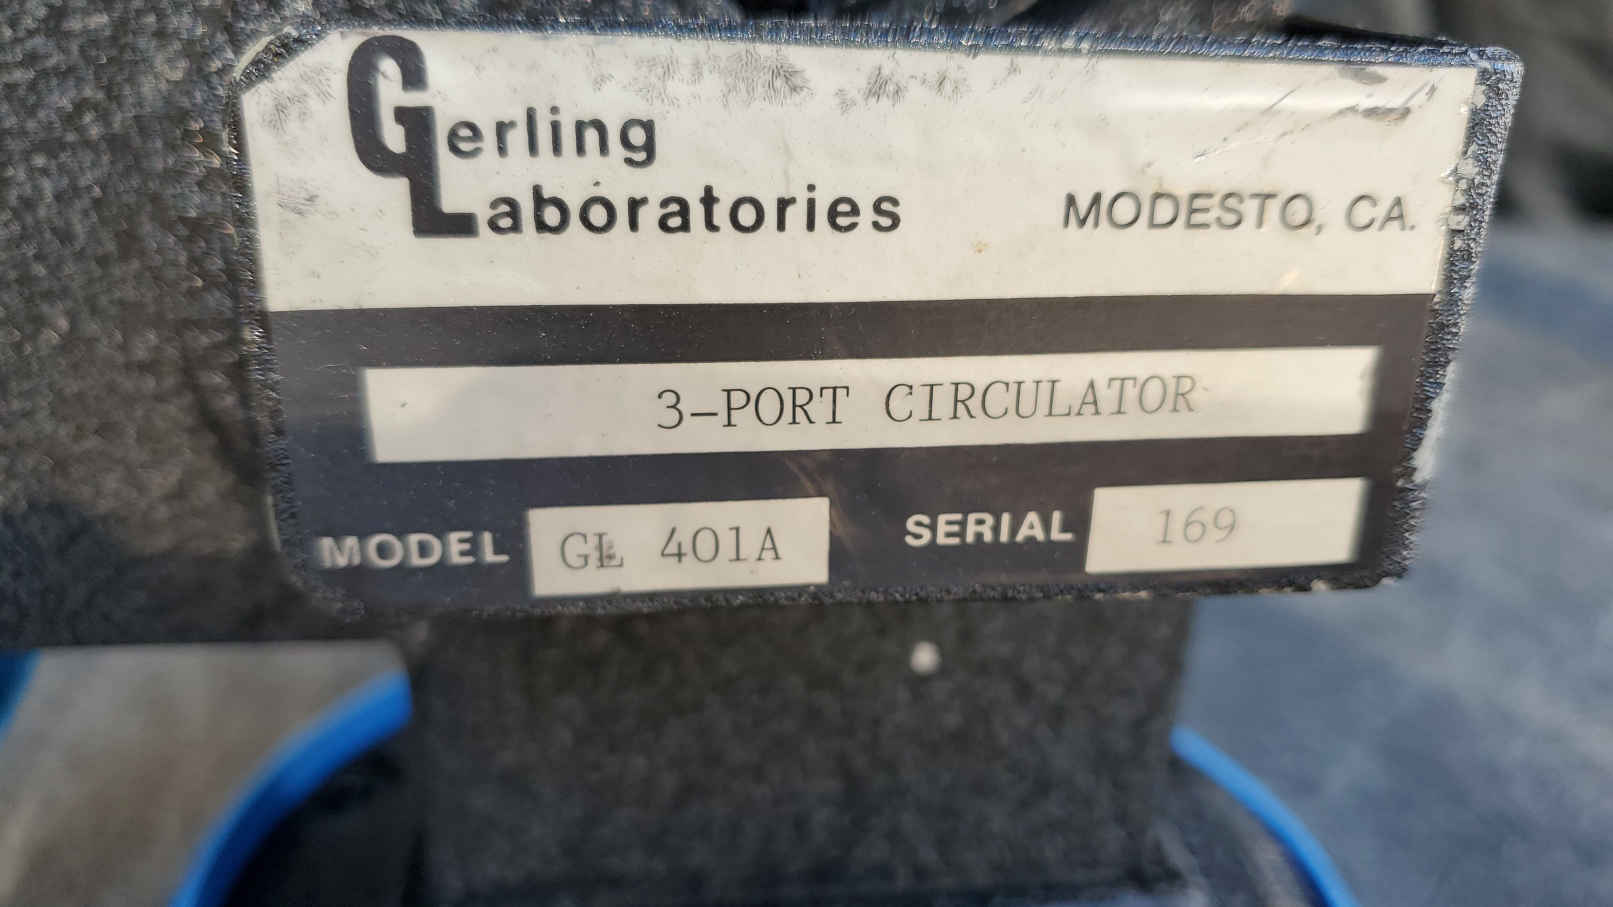 Gerling
Laboratories MODESTO, CA.
3-PORT CIRCULATOR
MODEL GL 401A SERIAL 169